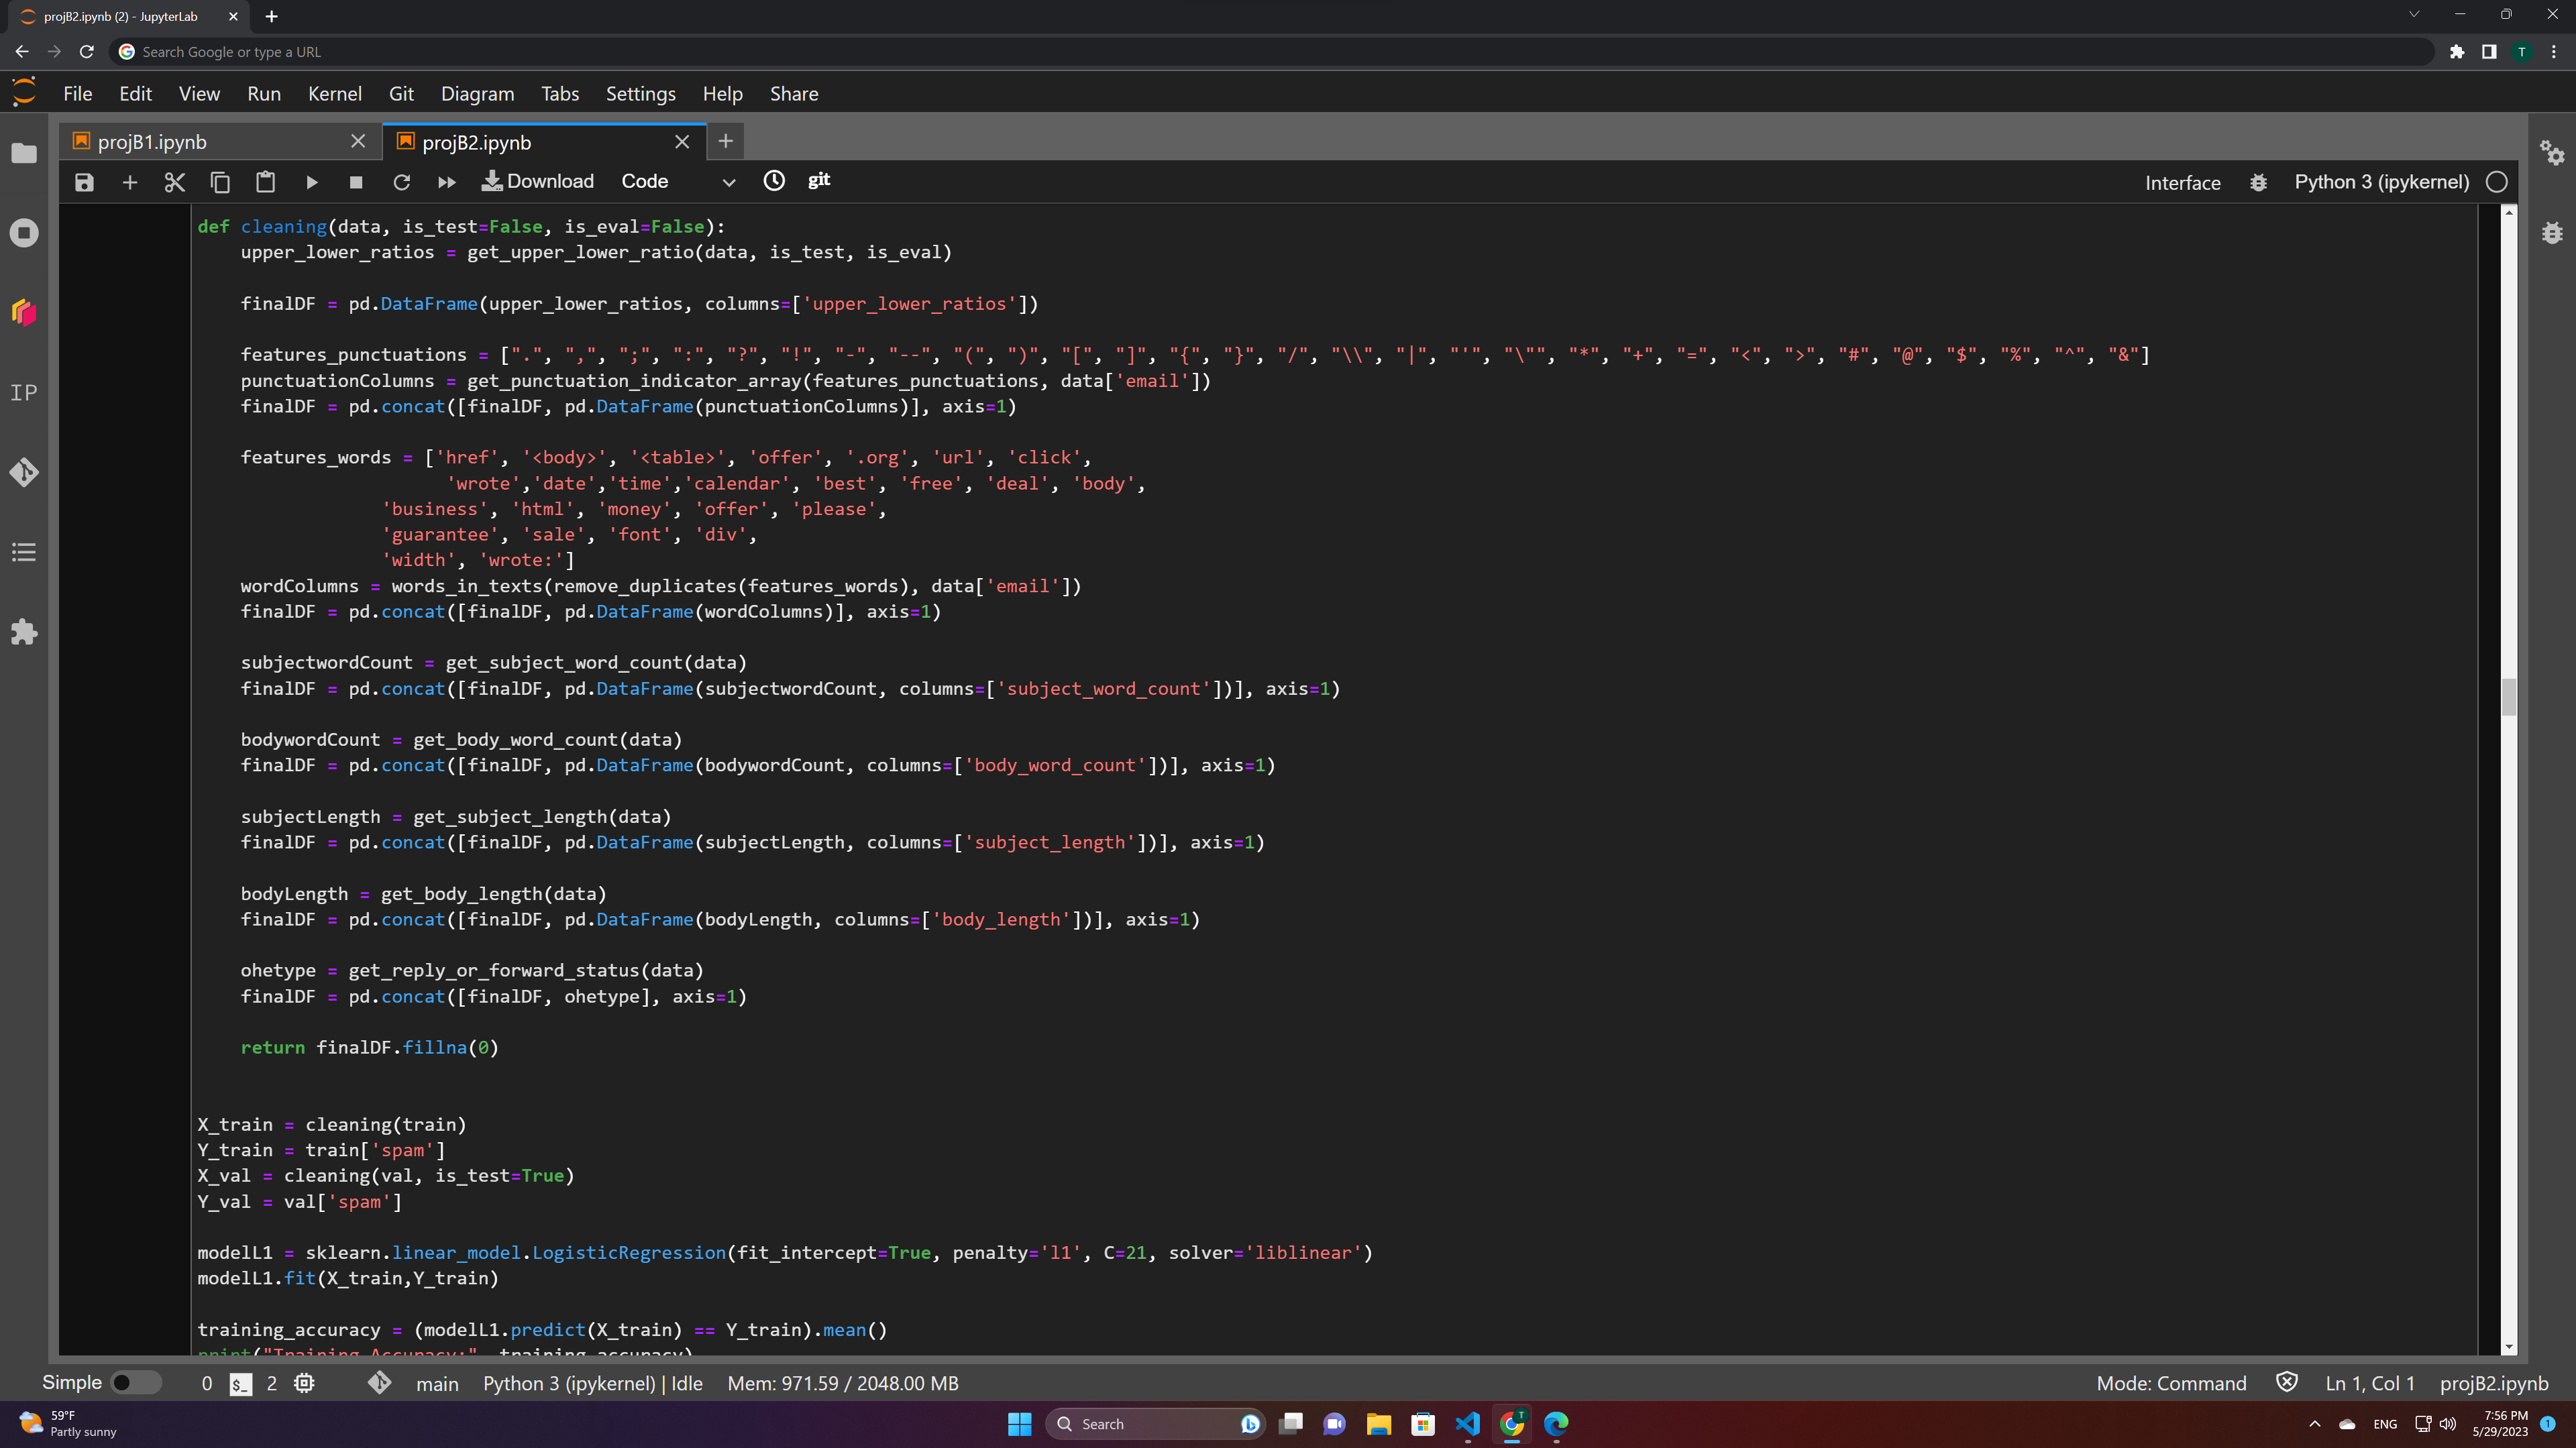 projB2.ipynb (2) - JupyterLab
Search Google or type a URL
T
File Edit View Run Kernel Git Diagram Tabs Settings Help Share
projB1.ipynb
projB2.ipynb
Download Code git Interface Python 3 (ipykernel)
def cleaning(data, is_test=False, is_eval=False):
    upper_lower_ratios = get_upper_lower_ratio(data, is_test, is_eval)
    finalDF = pd.DataFrame(upper_lower_ratios, columns=['upper_lower_ratios'])
    features_punctuations = [".", ",", ";", ":", "?", "!", "-", "--", "(", ")", "[", "]", "{", "}", "/", "\\", "|", "'", "\"", "*", "+", "=", "<", ">", "#", "@", "$", "%", "^", "&"]
    punctuationColumns = get_punctuation_indicator_array(features_punctuations, data['email'])
    finalDF = pd.concat([finalDF, pd.DataFrame(punctuationColumns)], axis=1)
    features_words = ['href', '<body>', '<table>', 'offer', '.org', 'url', 'click',
                       'wrote','date','time','calendar', 'best', 'free', 'deal', 'body',
                 'business', 'html', 'money', 'offer', 'please',
                 'guarantee', 'sale', 'font', 'div',
                 'width', 'wrote:']
    wordColumns = words_in_texts(remove_duplicates(features_words), data['email'])
    finalDF = pd.concat([finalDF, pd.DataFrame(wordColumns)], axis=1)
    subjectwordCount = get_subject_word_count(data)
    finalDF = pd.concat([finalDF, pd.DataFrame(subjectwordCount, columns=['subject_word_count'])], axis=1)
    bodywordCount = get_body_word_count(data)
    finalDF = pd.concat([finalDF, pd.DataFrame(bodywordCount, columns=['body_word_count'])], axis=1)
    subjectLength = get_subject_length(data)
    finalDF = pd.concat([finalDF, pd.DataFrame(subjectLength, columns=['subject_length'])], axis=1)
    bodyLength = get_body_length(data)
    finalDF = pd.concat([finalDF, pd.DataFrame(bodyLength, columns=['body_length'])], axis=1)
    ohetype = get_reply_or_forward_status(data)
    finalDF = pd.concat([finalDF, ohetype], axis=1)
    return finalDF.fillna(0)
X_train = cleaning(train)
Y_train = train['spam']
X_val = cleaning(val, is_test=True)
Y_val = val['spam']
modelL1 = sklearn.linear_model.LogisticRegression(fit_intercept=True, penalty='l1', C=21, solver='liblinear')
modelL1.fit(X_train,Y_train)
training_accuracy = (modelL1.predict(X_train) == Y_train).mean()
print("Training Accuracy:", training_accuracy)
IP
Simple 0 $_ 2 main Python 3 (ipykernel) | Idle Mem: 971.59 / 2048.00 MB Mode: Command Ln 1, Col 1 projB2.ipynb
59°F
Partly sunny
Search
T
ENG
7:56 PM
5/29/2023
1